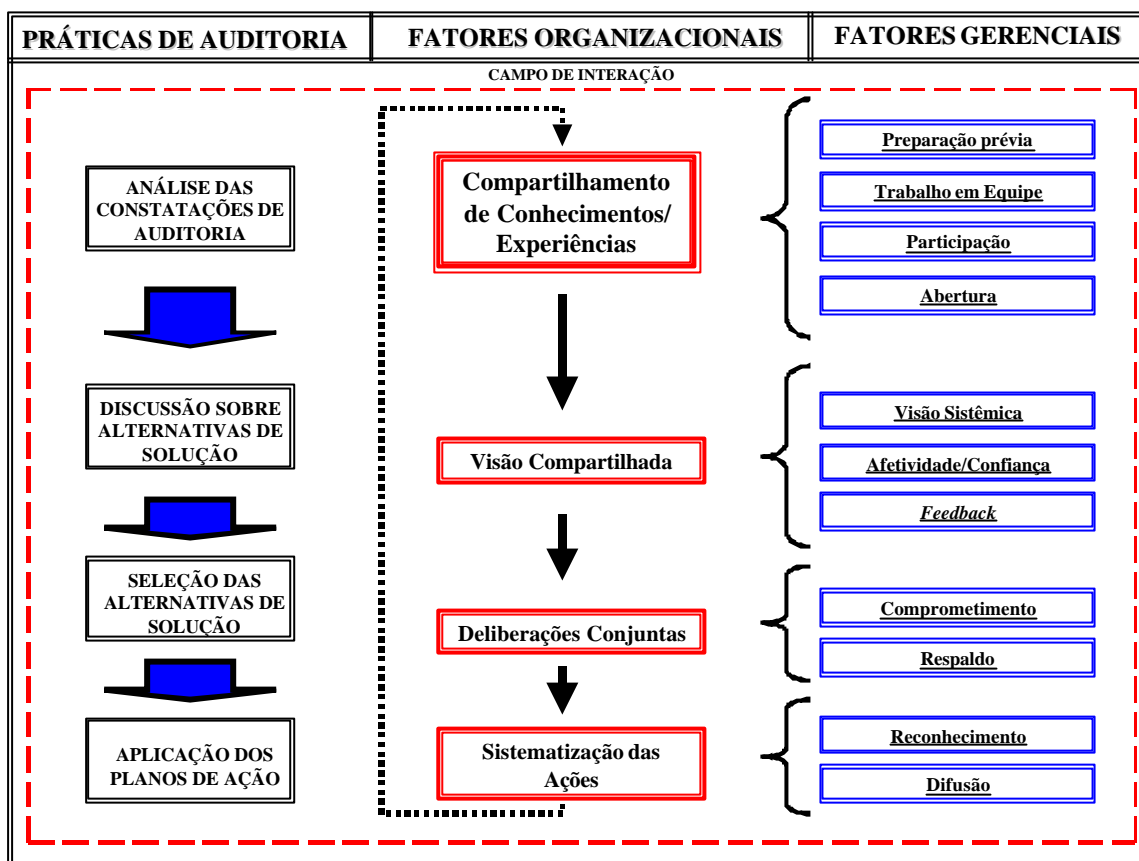 PRÁTICAS DE AUDITORIA
FATORES ORGANIZACIONAIS
FATORES GERENCIAIS
CAMPO DE INTERAÇÃO
ANÁLISE DAS
CONSTATAÇÕES DE
AUDITORIA
DISCUSSÃO SOBRE
ALTERNATIVAS DE
SOLUÇÃO
SELEÇÃO DAS
ALTERNATIVAS DE
SOLUÇÃO
APLICAÇÃO DOS
PLANOS DE AÇÃO
Compartilhamento
de Conhecimentos/
Experiências
Visão Compartilhada
Deliberações Conjuntas
Sistematização das
Ações
Preparação prévia
Trabalho em Equipe
Participação
Abertura
Visão Sistêmica
Afetividade/Confiança
Feedback
Comprometimento
Respaldo
Reconhecimento
Difusão